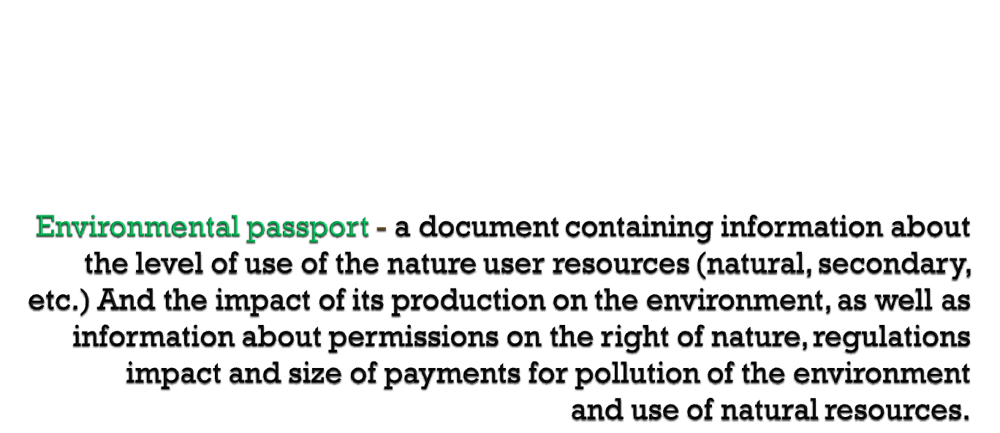 Environmental passport - a document containing information about
the level of use of the nature user resources (natural, secondary,
etc.) And the impact of its production on the environment, as well as
information about permissions on the right of nature, regulations
impact and size of payments for pollution of the environment
and use of natural resources.